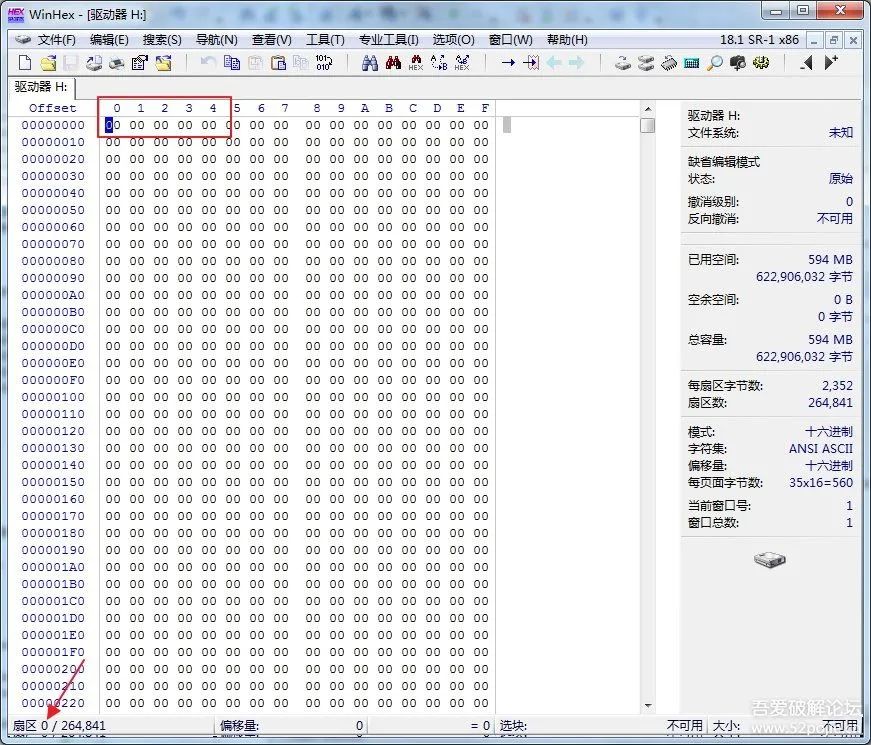 WinHex - [驱动器 H:]
文件(F) 编辑(E) 搜索(S) 导航(N) 查看(V) 工具(T) 专业工具(I) 选项(O) 窗口(W) 帮助(H) 18.1 SR-1 x86
驱动器 H:
Offset 0 1 2 3 4 5 6 7 8 9 A B C D E F
00000000 00 00 00 00 00 00 00 00 00 00 00 00 00 00 00 00
00000010 00 00 00 00 00 00 00 00 00 00 00 00 00 00 00 00
00000020 00 00 00 00 00 00 00 00 00 00 00 00 00 00 00 00
00000030 00 00 00 00 00 00 00 00 00 00 00 00 00 00 00 00
00000040 00 00 00 00 00 00 00 00 00 00 00 00 00 00 00 00
00000050 00 00 00 00 00 00 00 00 00 00 00 00 00 00 00 00
00000060 00 00 00 00 00 00 00 00 00 00 00 00 00 00 00 00
00000070 00 00 00 00 00 00 00 00 00 00 00 00 00 00 00 00
00000080 00 00 00 00 00 00 00 00 00 00 00 00 00 00 00 00
00000090 00 00 00 00 00 00 00 00 00 00 00 00 00 00 00 00
000000A0 00 00 00 00 00 00 00 00 00 00 00 00 00 00 00 00
000000B0 00 00 00 00 00 00 00 00 00 00 00 00 00 00 00 00
000000C0 00 00 00 00 00 00 00 00 00 00 00 00 00 00 00 00
000000D0 00 00 00 00 00 00 00 00 00 00 00 00 00 00 00 00
000000E0 00 00 00 00 00 00 00 00 00 00 00 00 00 00 00 00
000000F0 00 00 00 00 00 00 00 00 00 00 00 00 00 00 00 00
00000100 00 00 00 00 00 00 00 00 00 00 00 00 00 00 00 00
00000110 00 00 00 00 00 00 00 00 00 00 00 00 00 00 00 00
00000120 00 00 00 00 00 00 00 00 00 00 00 00 00 00 00 00
00000130 00 00 00 00 00 00 00 00 00 00 00 00 00 00 00 00
00000140 00 00 00 00 00 00 00 00 00 00 00 00 00 00 00 00
00000150 00 00 00 00 00 00 00 00 00 00 00 00 00 00 00 00
00000160 00 00 00 00 00 00 00 00 00 00 00 00 00 00 00 00
00000170 00 00 00 00 00 00 00 00 00 00 00 00 00 00 00 00
00000180 00 00 00 00 00 00 00 00 00 00 00 00 00 00 00 00
00000190 00 00 00 00 00 00 00 00 00 00 00 00 00 00 00 00
000001A0 00 00 00 00 00 00 00 00 00 00 00 00 00 00 00 00
000001B0 00 00 00 00 00 00 00 00 00 00 00 00 00 00 00 00
000001C0 00 00 00 00 00 00 00 00 00 00 00 00 00 00 00 00
000001D0 00 00 00 00 00 00 00 00 00 00 00 00 00 00 00 00
000001E0 00 00 00 00 00 00 00 00 00 00 00 00 00 00 00 00
000001F0 00 00 00 00 00 00 00 00 00 00 00 00 00 00 00 00
00000200 00 00 00 00 00 00 00 00 00 00 00 00 00 00 00 00
00000210 00 00 00 00 00 00 00 00 00 00 00 00 00 00 00 00
00000220 00 00 00 00 00 00 00 00 00 00 00 00 00 00 00 00
驱动器 H:
文件系统: 未知
缺省编辑模式
状态: 原始
撤消级别: 0
反向撤消: 不可用
已用空间: 594 MB
622,906,032 字节
空余空间: 0 B
0 字节
总容量: 594 MB
622,906,032 字节
每扇区字节数: 2,352
扇区数: 264,841
模式: 十六进制
字符集: ANSI ASCII
偏移量: 十六进制
每页面字节数: 35x16=560
当前窗口号: 1
窗口总数: 1
扇区 0 / 264,841 偏移量: 0 = 0 选块: 不可用 大小: 不可用
吾爱破解论坛